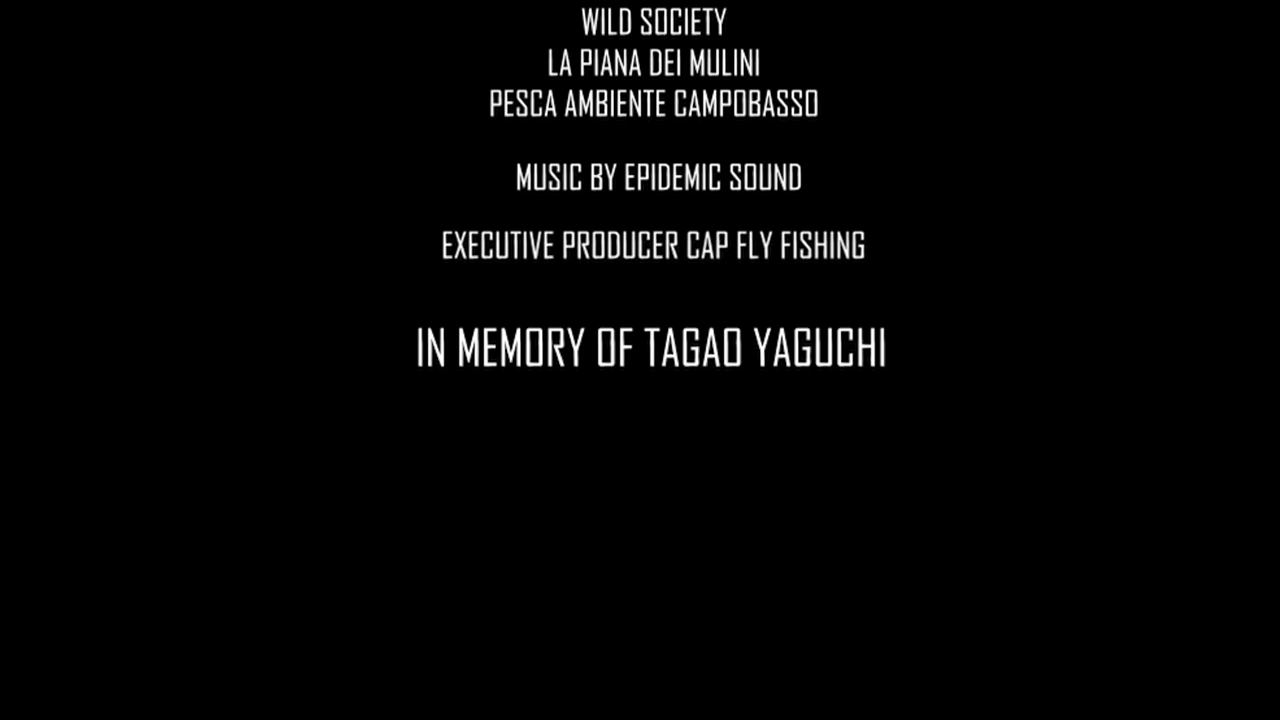 WILD SOCIETY
LA PIANA DEI MULINI
PESCA AMBIENTE CAMPOBASSO
MUSIC BY EPIDEMIC SOUND
EXECUTIVE PRODUCER CAP FLY FISHING
IN MEMORY OF TAGAO YAGUCHI